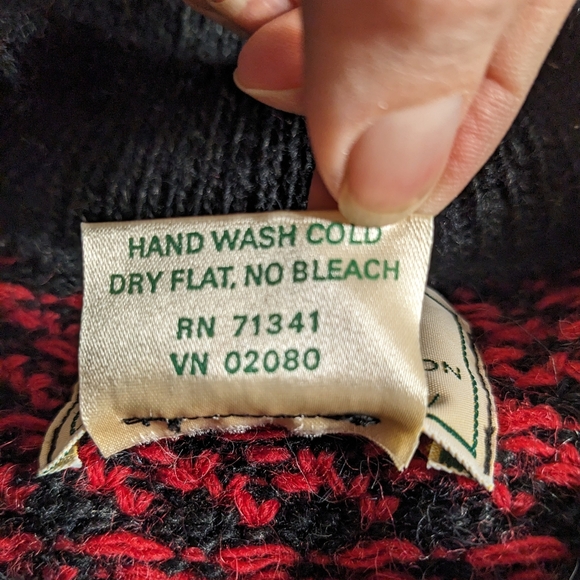 HAND WASH COLD
DRY FLAT, NO BLEACH
RN 71341
VN 02080